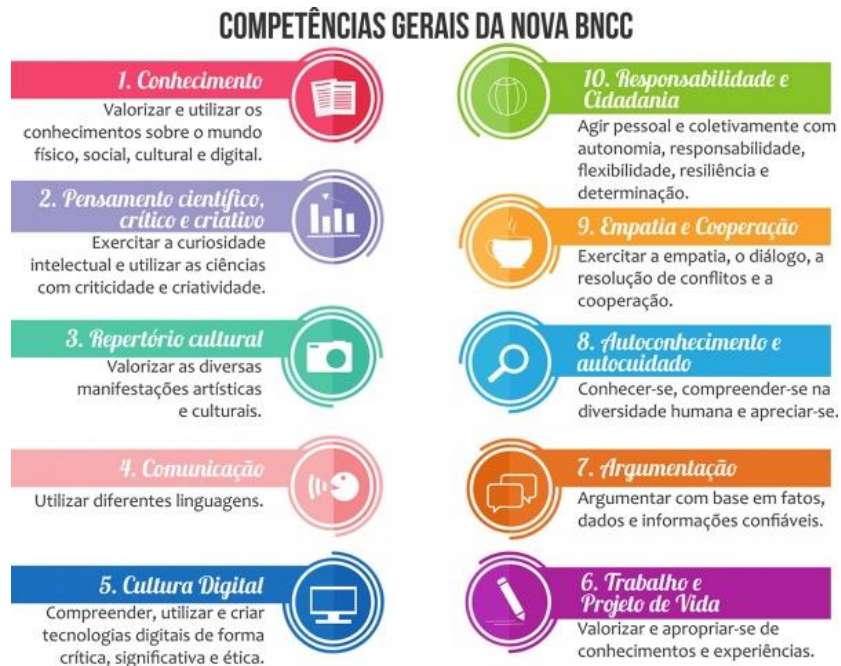 COMPETÊNCIAS GERAIS DA NOVA BNCC
1. Conhecimento
Valorizar e utilizar os
conhecimentos sobre o mundo
físico, social, cultural e digital.
2. Pensamento científico,
crítico e criativo
Exercitar a curiosidade
intelectual e utilizar as ciências
com criticidade e criatividade.
3. Repertório cultural
Valorizar as diversas
manifestações artísticas
e culturais.
4. Comunicação
Utilizar diferentes linguagens.
5. Cultura Digital
Compreender, utilizar e criar
tecnologias digitais de forma
crítica, significativa e ética.
10. Responsabilidade e
Cidadania
Agir pessoal e coletivamente com
autonomia, responsabilidade,
flexibilidade, resiliência e
determinação.
9. Empatia e Cooperação
Exercitar a empatia, o diálogo, a
resolução de conflitos e a
cooperação.
8. Autoconhecimento e
autocuidado
Conhecer-se, compreender-se na
diversidade humana e apreciar-se.
7. Argumentação
Argumentar com base em fatos,
dados e informações confiáveis.
6. Trabalho e
Projeto de Vida
Valorizar e apropriar-se de
conhecimentos e experiências.